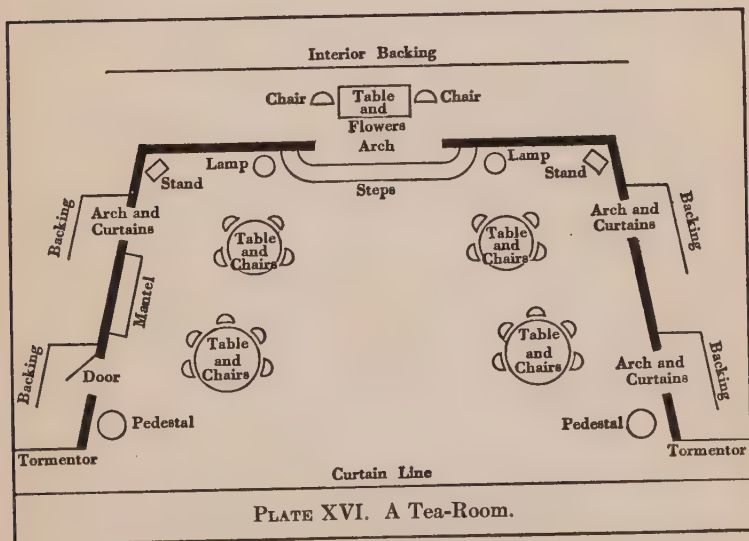 Interior Backing
Chair
Table
and
Flowers
Chair
Arch
Lamp
Steps
Lamp
Stand
Stand
Backing
Arch and
Curtains
Arch and
Curtains
Backing
Table
and
Chairs
Table
and
Chairs
Mantel
Table
and
Chairs
Table
and
Chairs
Backing
Door
Arch and
Curtains
Backing
Pedestal
Pedestal
Tormentor
Tormentor
Curtain Line
PLATE XVI. A Tea-Room.